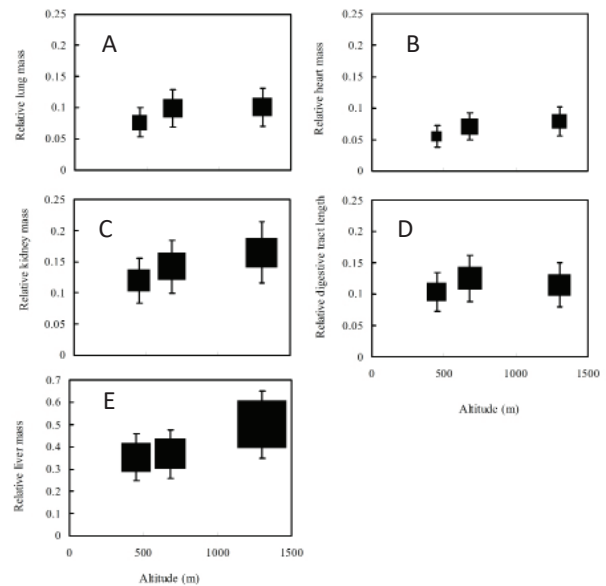 A
Relative lung mass
0.25
0.2
0.15
0.1
0.05
0
B
Relative heart mass
0.25
0.2
0.15
0.1
0.05
0
C
Relative kidney mass
0.25
0.2
0.15
0.1
0.05
0
D
Relative digestive tract length
0.25
0.2
0.15
0.1
0.05
0
0 500 1000 1500
Altitude (m)
E
Relative liver mass
0.7
0.6
0.5
0.4
0.3
0.2
0.1
0
0 500 1000 1500
Altitude (m)